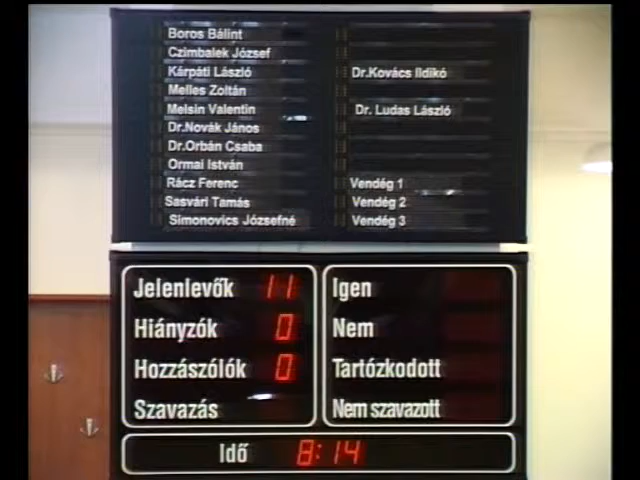 Boros Bálint
Czimbalek József
Kárpáti László
Melles Zoltán
Melsin Valentin
Dr.Novák János
Dr.Orbán Csaba
Ormai István
Rácz Ferenc
Sasvári Tamás
Simonovics Józsefné
Dr.Kovács Ildikó
Dr. Ludas László
Vendég 1
Vendég 2
Vendég 3
Jelenlevők 11
Hiányzók 0
Hozzászólók 0
Szavazás
Igen
Nem
Tartózkodott
Nem szavazott
Idő 8:14